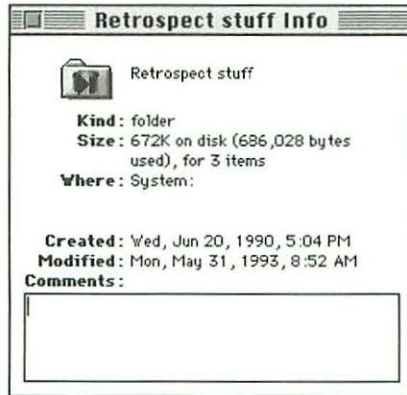 Retrospect stuff Info
Retrospect stuff
Kind: folder
Size: 672K on disk (686,028 bytes
used), for 3 items
Where: System:
Created: Wed, Jun 20, 1990, 5:04 PM
Modified: Mon, May 31, 1993, 8:52 AM
Comments: